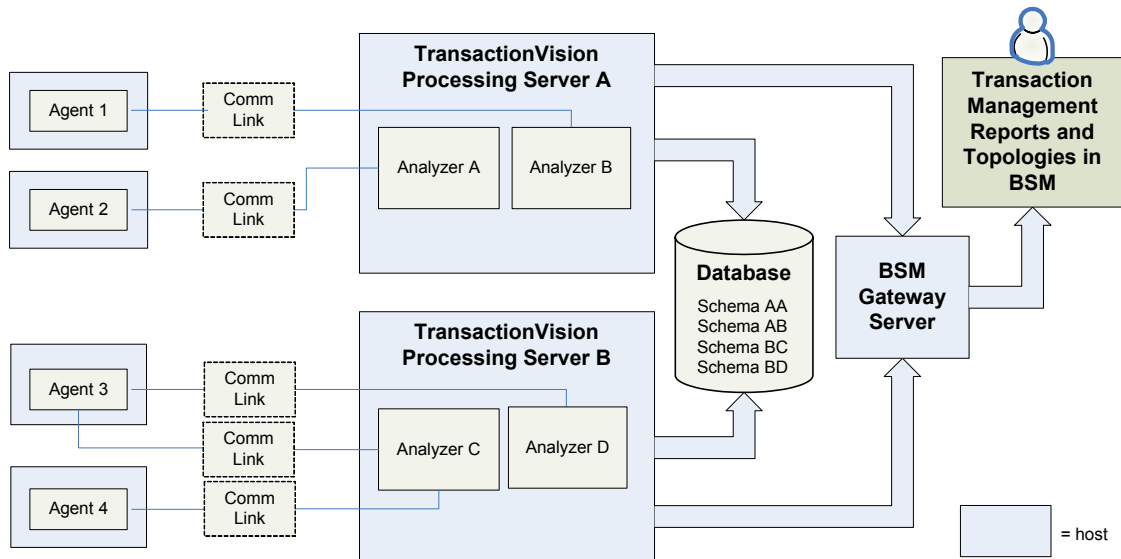 TransactionVision
Processing Server A
Agent 1
Comm
Link
Analyzer A
Analyzer B
Agent 2
Comm
Link
Transaction
Management
Reports and
Topologies in
BSM
Database
Schema AA
Schema AB
Schema BC
Schema BD
BSM
Gateway
Server
TransactionVision
Processing Server B
Agent 3
Comm
Link
Comm
Link
Analyzer C
Analyzer D
Agent 4
Comm
Link
= host